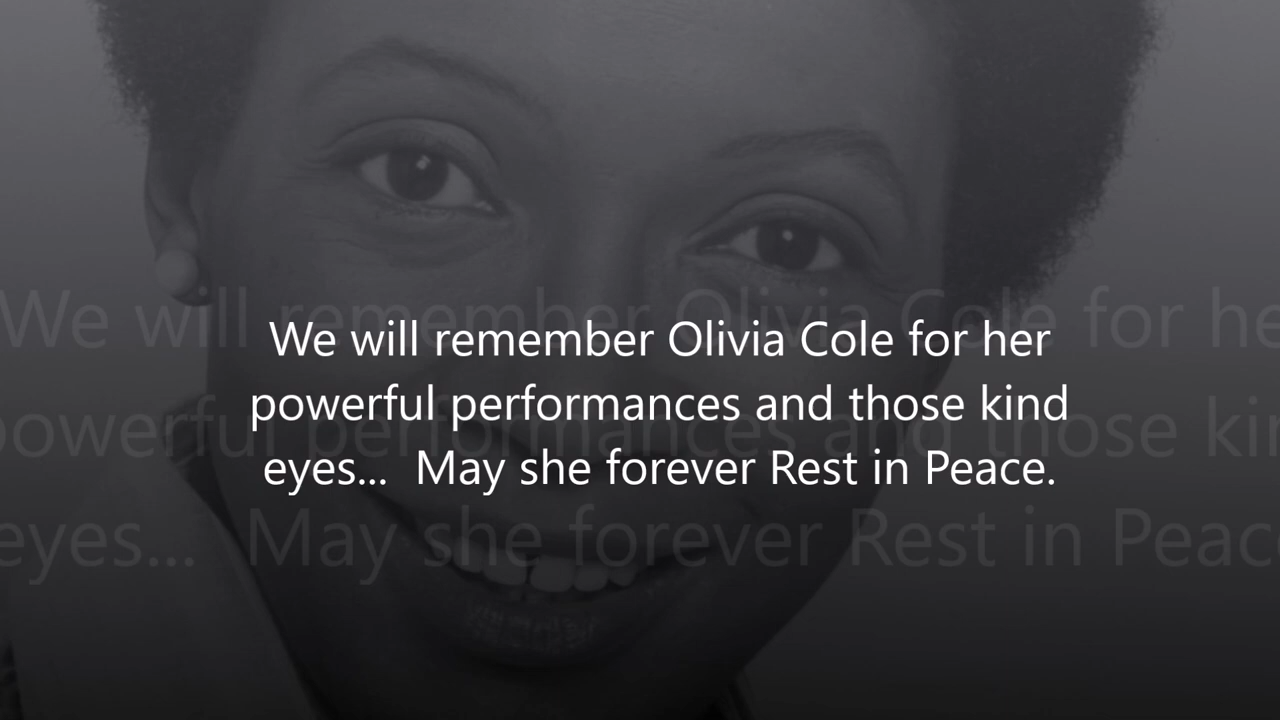 We will remember Olivia Cole for her
powerful performances and those kind
eyes...  May she forever Rest in Peace.